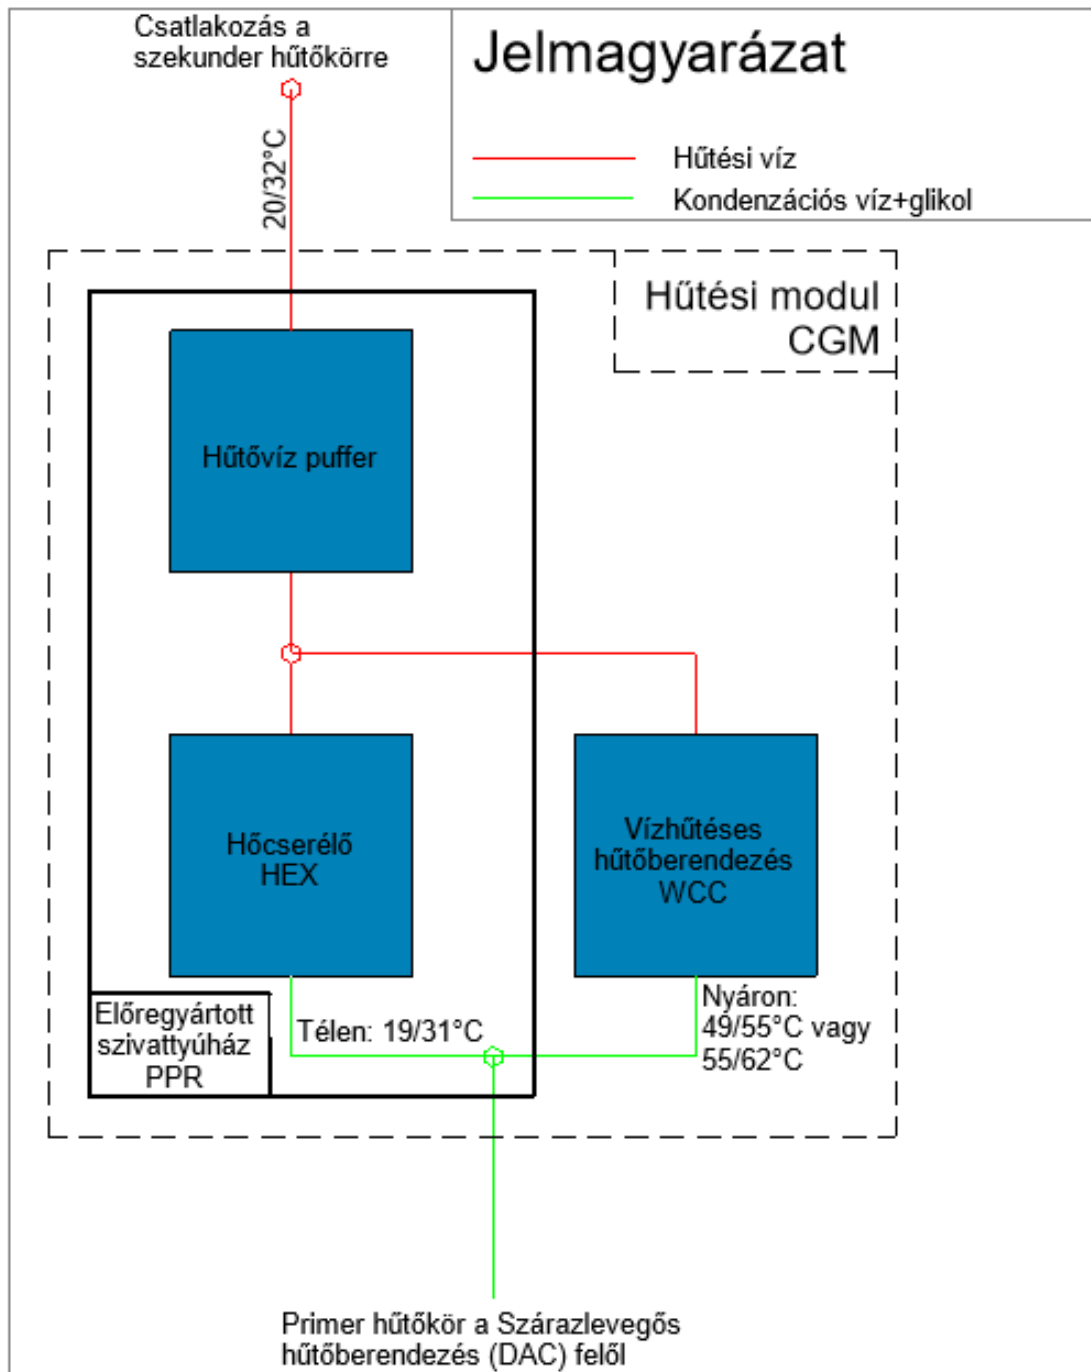 Csatlakozás a
szekunder hűtőkörre
Jelmagyarázat
Hűtési víz
Kondenzációs víz+glikol
20/32°C
Hűtési modul
CGM
Hűtővíz puffer
Hőcserélő
HEX
Vízhűtéses
hűtőberendezés
WCC
Előregyártott
szivattyúház
PPR
Télen: 19/31°C
Nyáron:
49/55°C vagy
55/62°C
Primer hűtőkör a Szárazlevegős
hűtőberendezés (DAC) felől